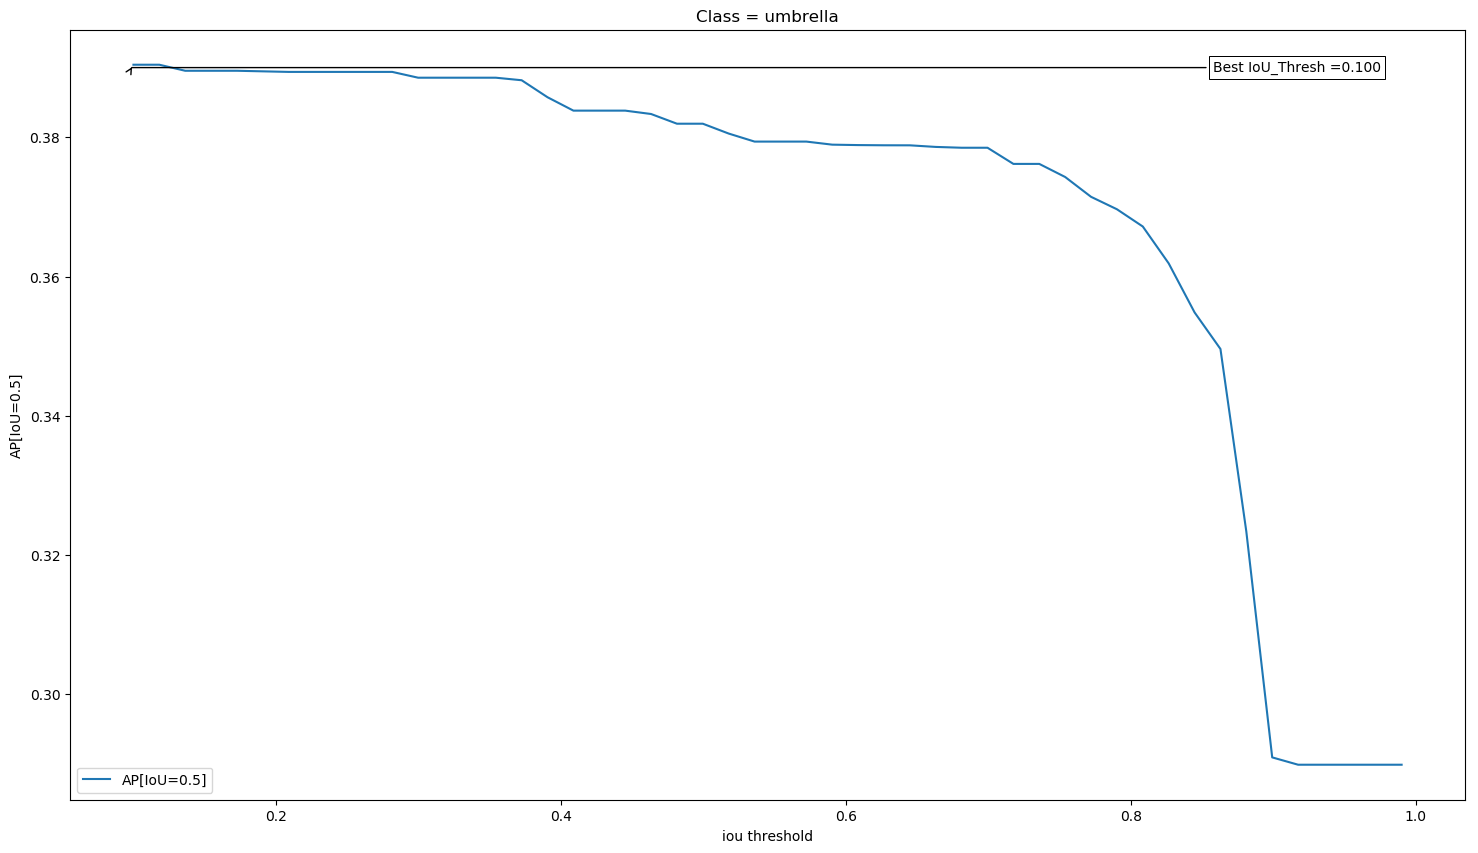 Class = umbrella
Best IoU_Thresh =0.100
0.38
0.36
0.34
0.32
0.30
AP[IoU=0.5]
AP[IoU=0.5]
0.2
0.4
0.6
0.8
1.0
iou threshold